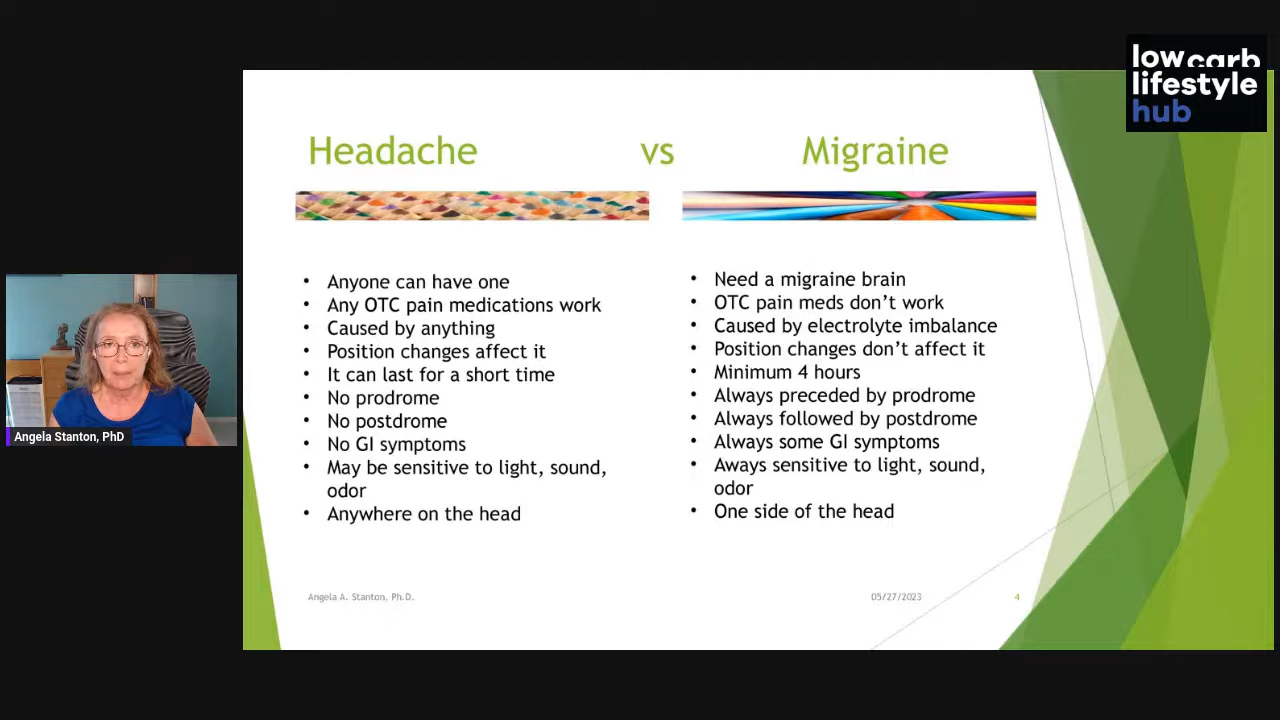 low carb
lifestyle
hub
Headache vs Migraine
• Anyone can have one
• Any OTC pain medications work
• Caused by anything
• Position changes affect it
• It can last for a short time
• No prodrome
• No postdrome
• No GI symptoms
• May be sensitive to light, sound,
odor
• Anywhere on the head
• Need a migraine brain
• OTC pain meds don’t work
• Caused by electrolyte imbalance
• Position changes don’t affect it
• Minimum 4 hours
• Always preceded by prodrome
• Always followed by postdrome
• Always some GI symptoms
• Aways sensitive to light, sound,
odor
• One side of the head
Angela Stanton, PhD
Angela A. Stanton, Ph.D. 05/27/2023 4